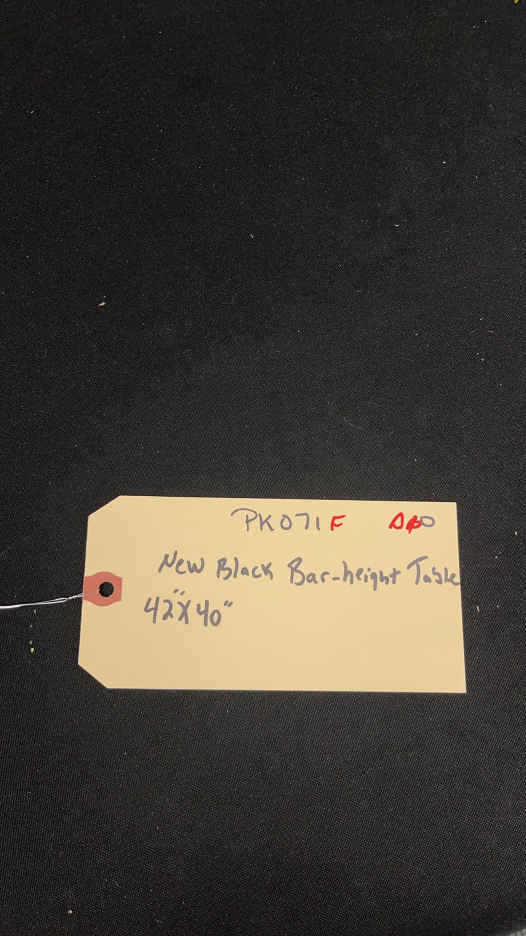 PK071F
New Black Bar-height Table
42"X40"